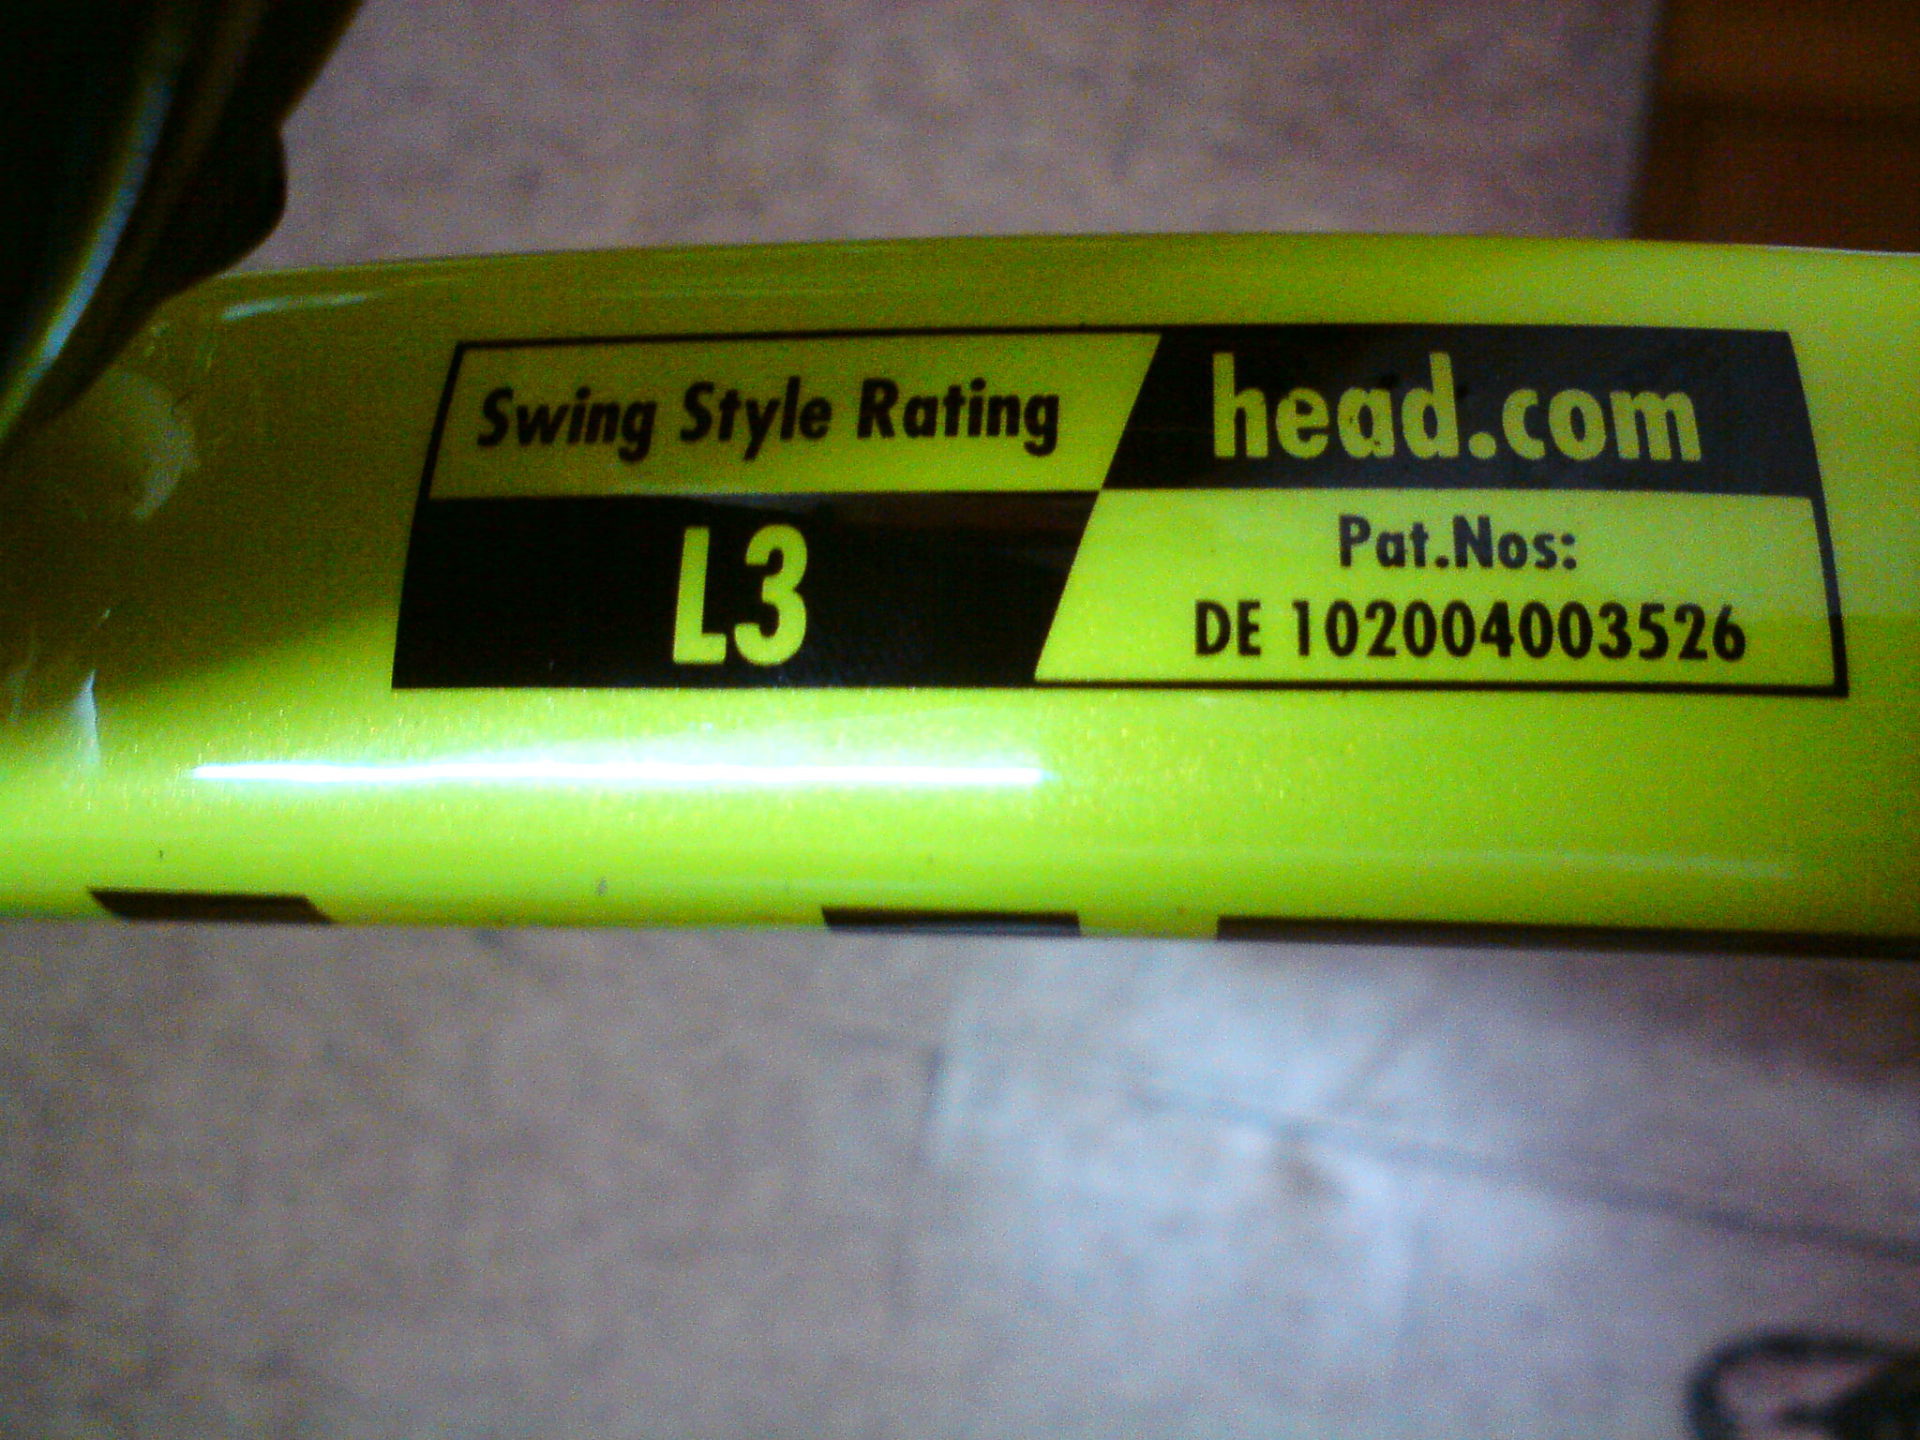 Swing Style Rating
L3
head.com
Pat.Nos:
DE 102004003526